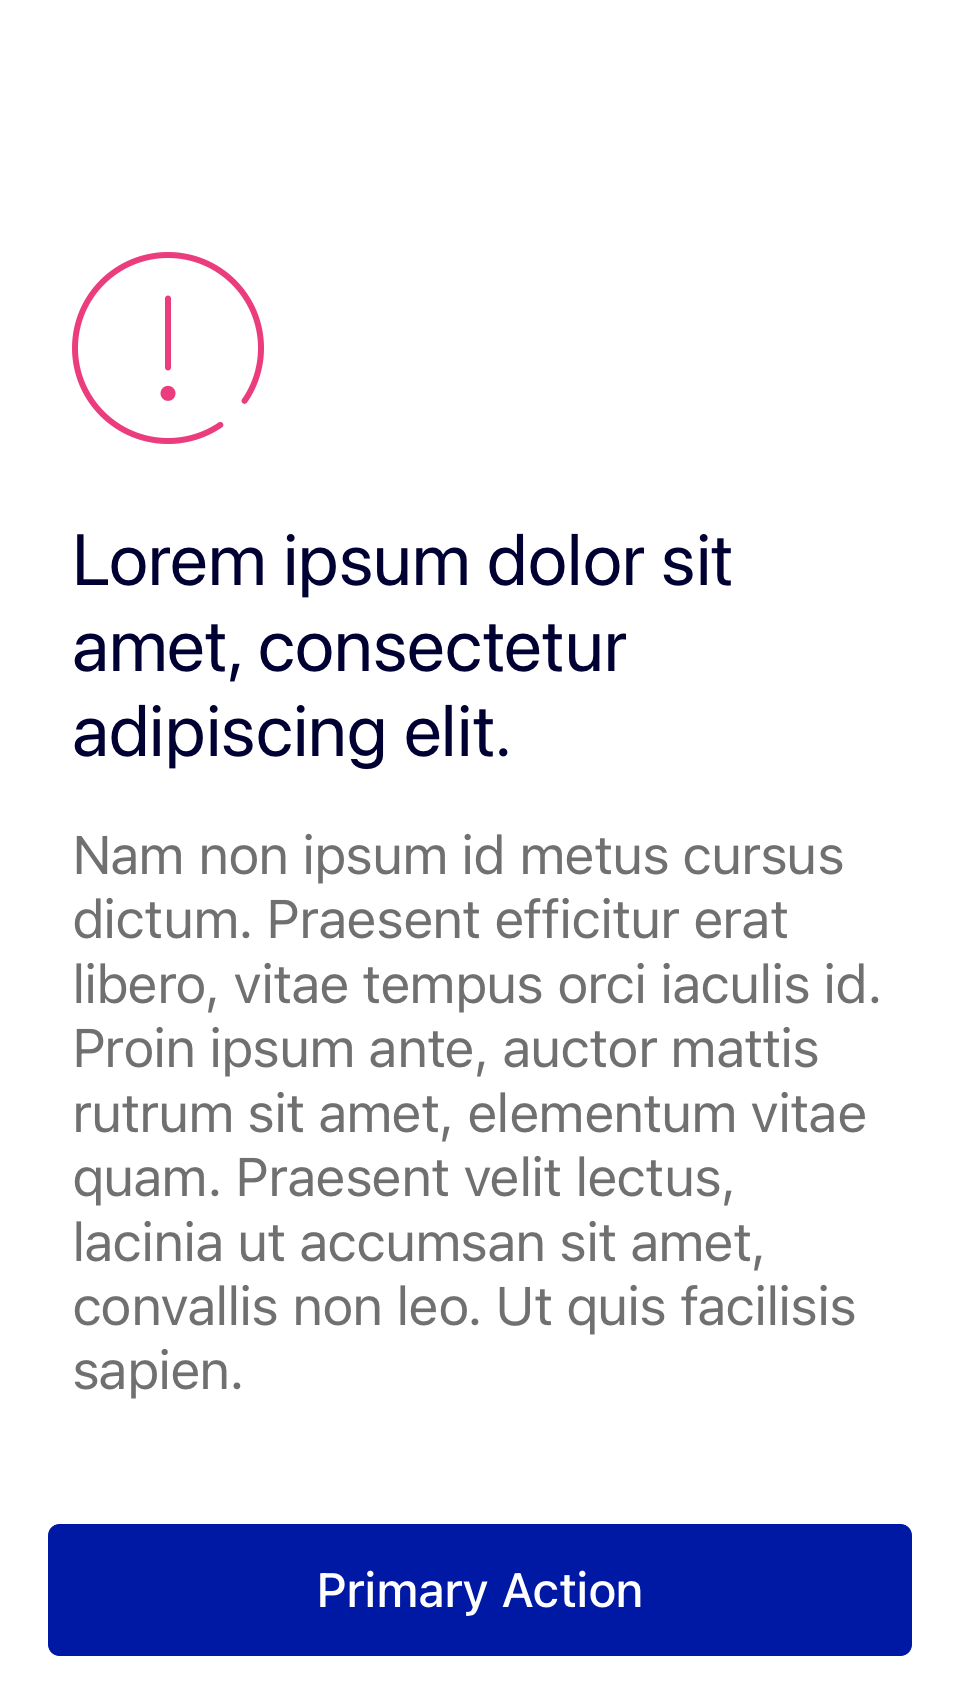 Lorem ipsum dolor sit
amet, consectetur
adipiscing elit.
Nam non ipsum id metus cursus
dictum. Praesent efficitur erat
libero, vitae tempus orci iaculis id.
Proin ipsum ante, auctor mattis
rutrum sit amet, elementum vitae
quam. Praesent velit lectus,
lacinia ut accumsan sit amet,
convallis non leo. Ut quis facilisis
sapien.
Primary Action